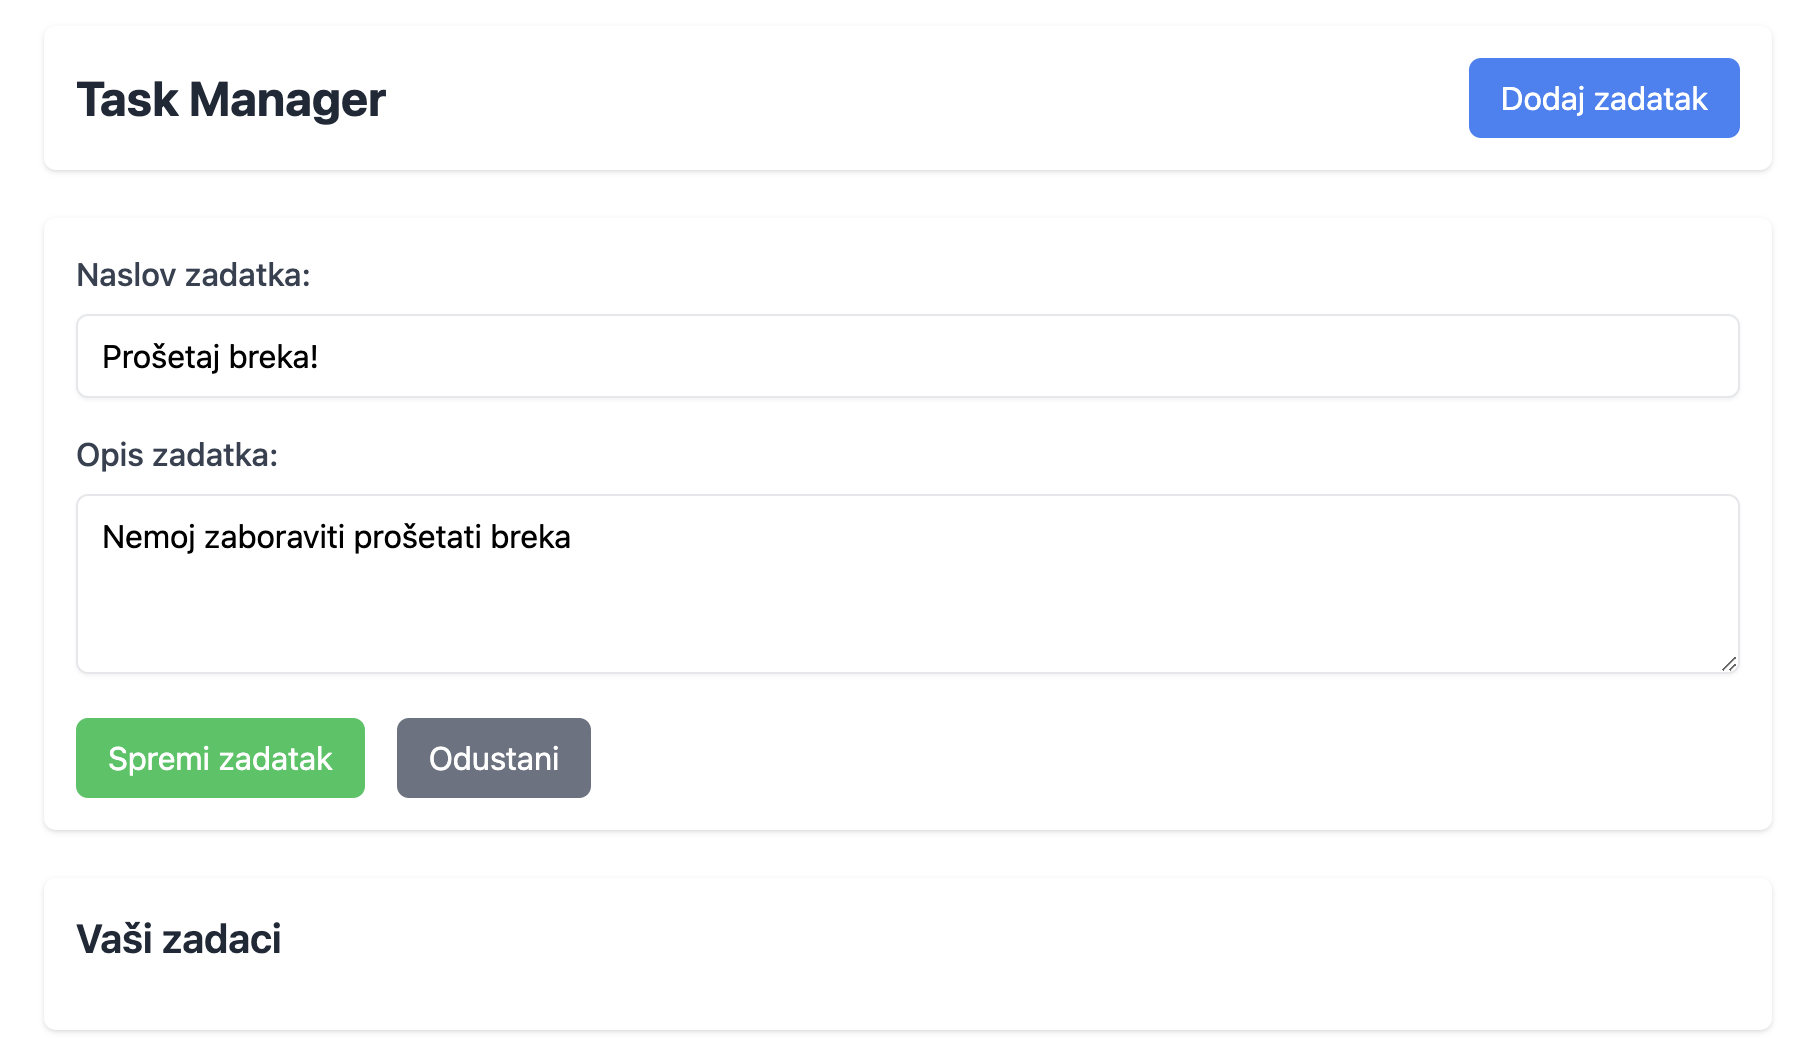 Task Manager
Dodaj zadatak
Naslov zadatka:
Prošetaj breka!
Opis zadatka:
Nemoj zaboraviti prošetati breka
Spremi zadatak
Odustani
Vaši zadaci